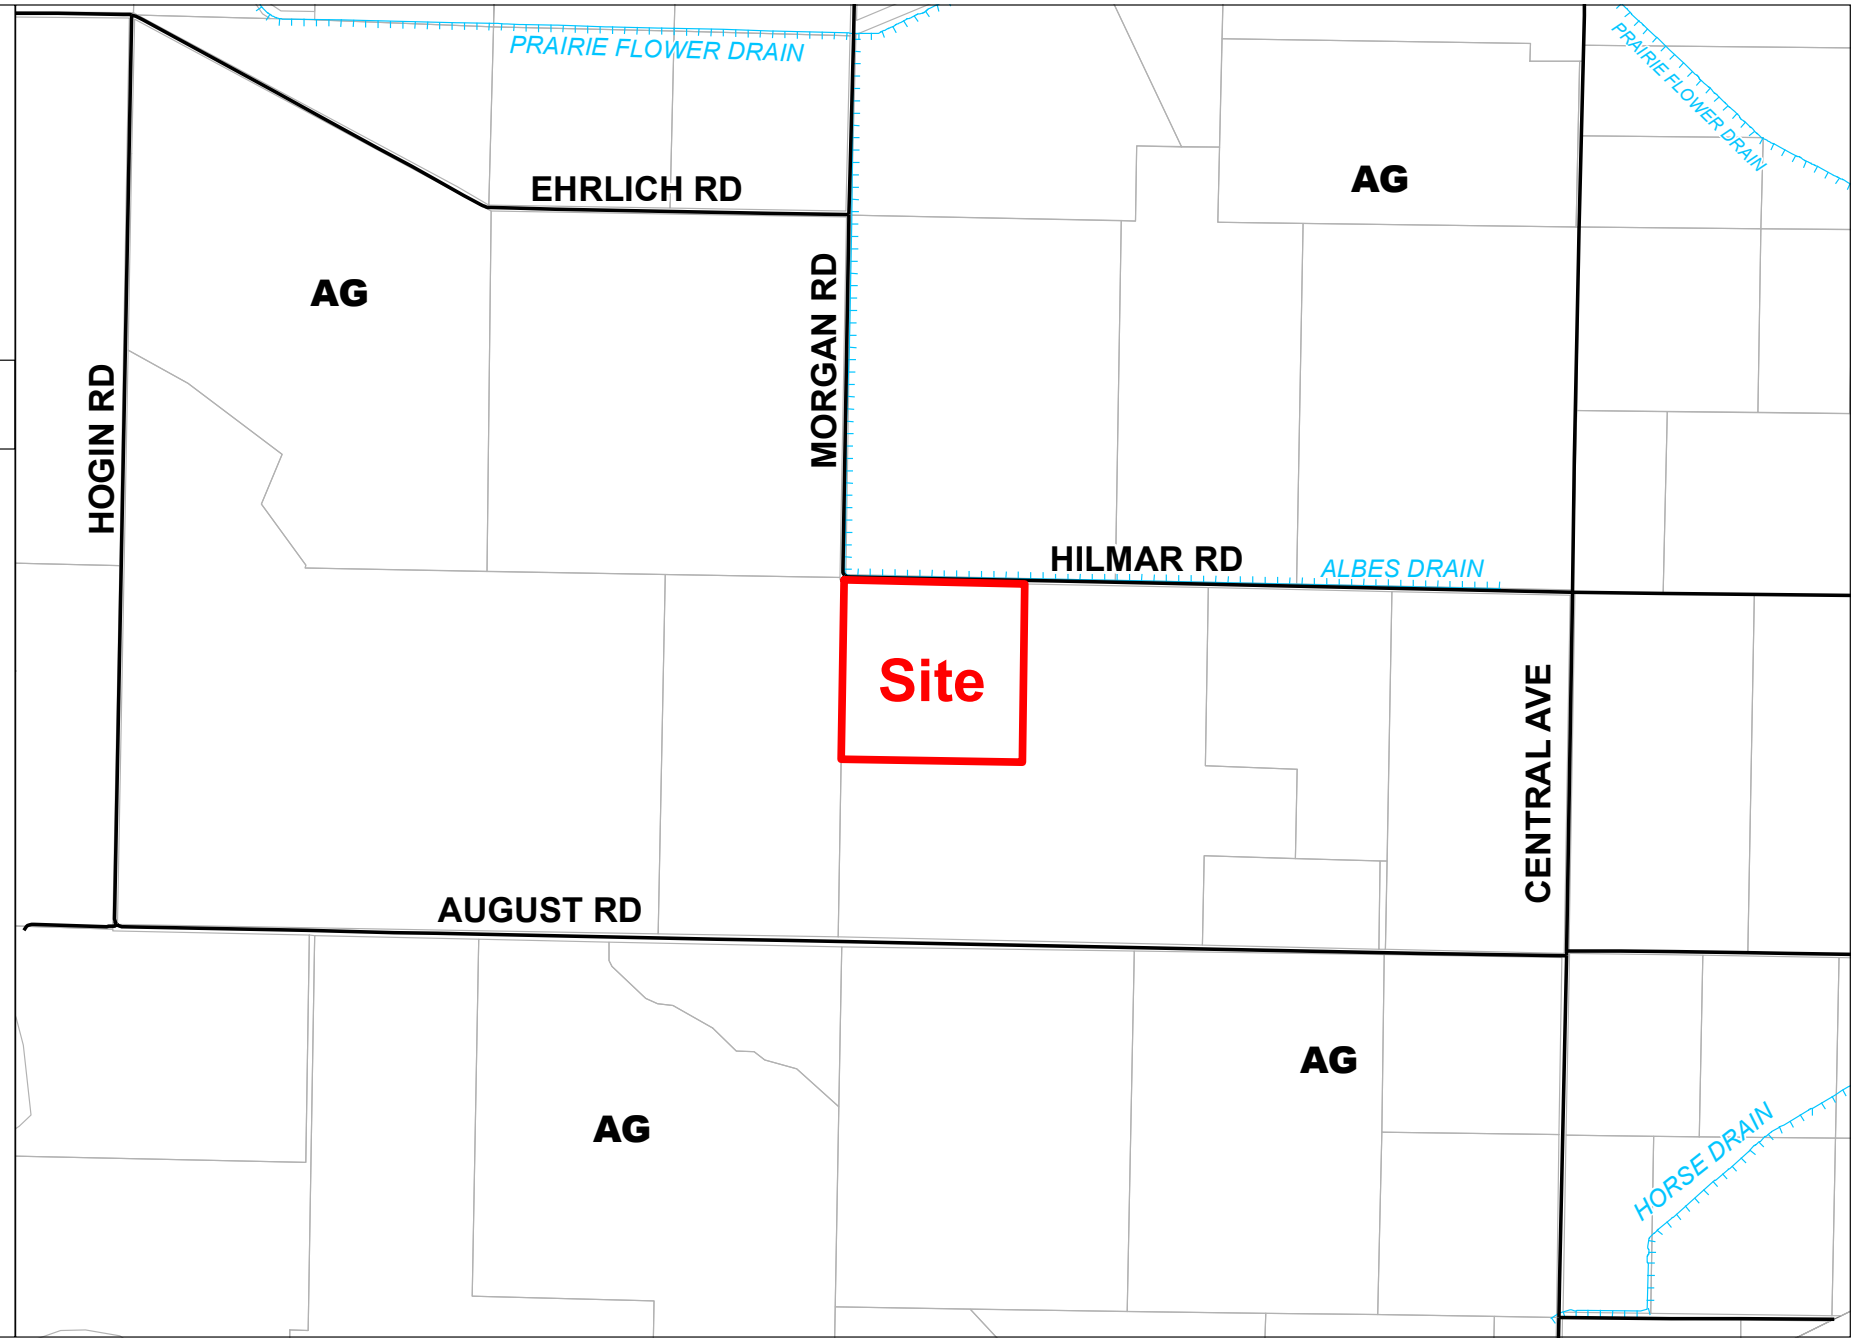 PRAIRIE FLOWER DRAIN
PRAIRIE FLOWER DRAIN
EHRLICH RD
AG
AG
MORGAN RD
HOGIN RD
HILMAR RD
ALBES DRAIN
Site
CENTRAL AVE
AUGUST RD
AG
AG
HORSE DRAIN